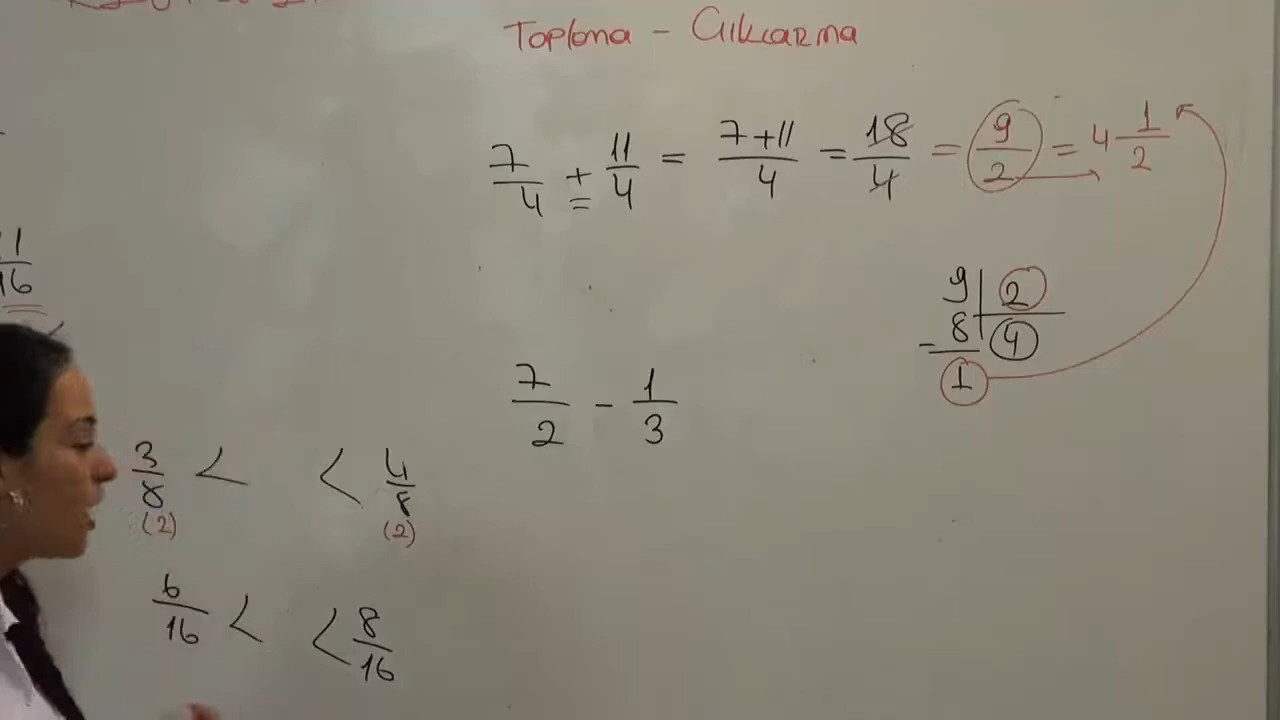 Toplama - Cıkarma
7/4 + 11/4 = 7+11/4 = 18/4 = 9/2 = 4 1/2
9 | 2
- 8 | 4
1
7/2 - 1/3
1/16
3/8 < < 4/8
(2) (2)
6/16 < < 8/16